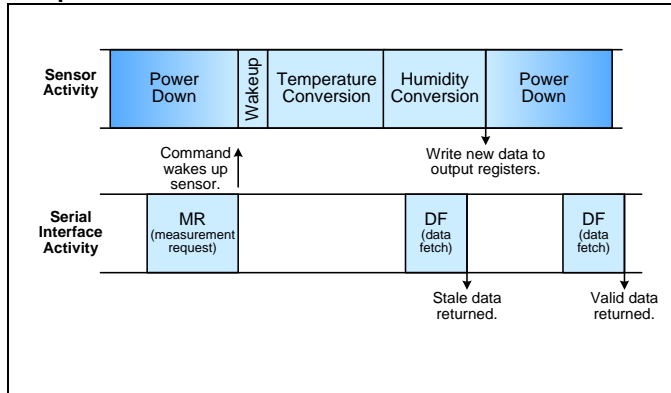 Sensor
Activity
Power
Down
Wakeup
Temperature
Conversion
Humidity
Conversion
Power
Down
Command
wakes up
sensor.
Write new data to
output registers.
Serial
Interface
Activity
MR
(measurement
request)
DF
(data
fetch)
DF
(data
fetch)
Stale data
returned.
Valid data
returned.